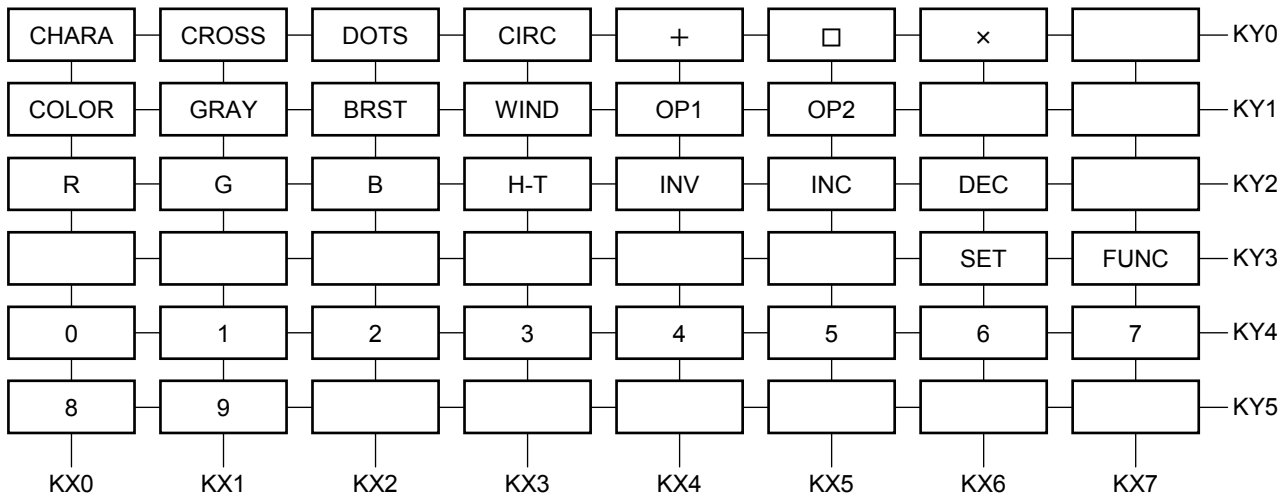 CHARA CROSS DOTS CIRC + □ × KY0
COLOR GRAY BRST WIND OP1 OP2 KY1
R G B H-T INV INC DEC KY2
SET FUNC KY3
0 1 2 3 4 5 6 7 KY4
8 9 KY5
KX0 KX1 KX2 KX3 KX4 KX5 KX6 KX7